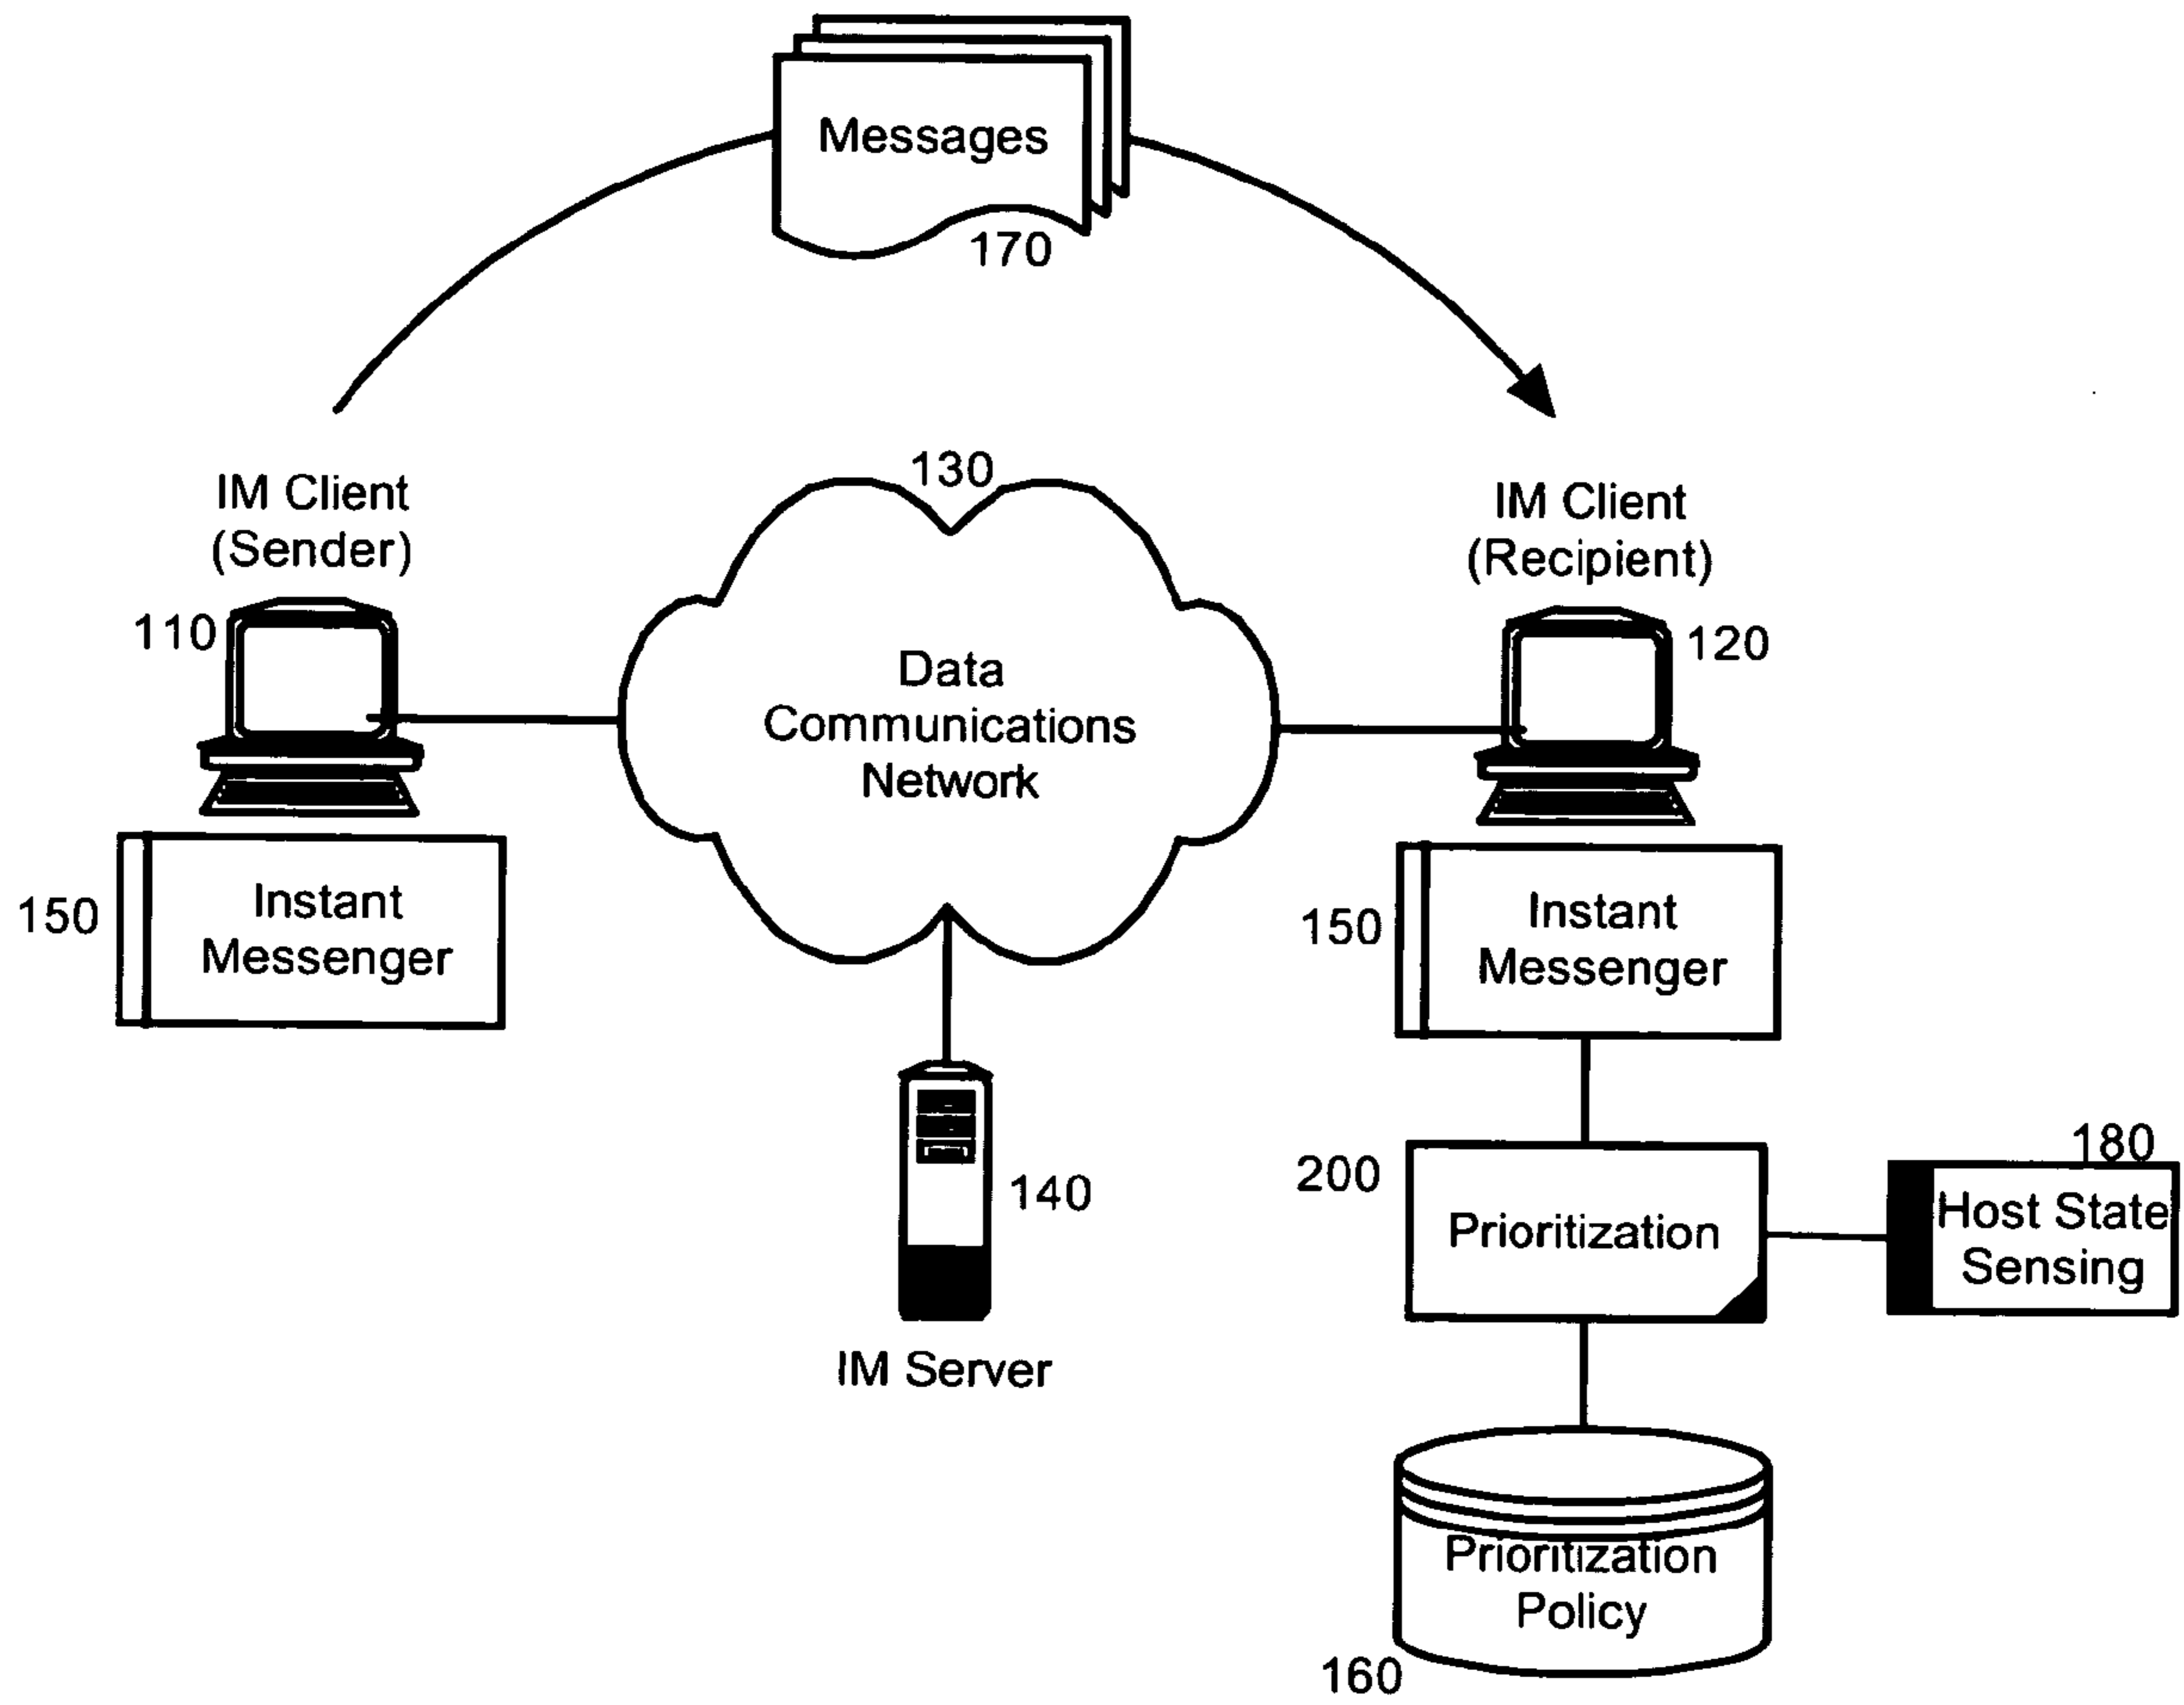 Messages
170
130
IM Client
(Sender)
IM Client
(Recipient)
110
120
Data
Communications
Network
150
Instant
Messenger
150
Instant
Messenger
140
IM Server
200
Prioritization
180
Host State
Sensing
Prioritization
Policy
160